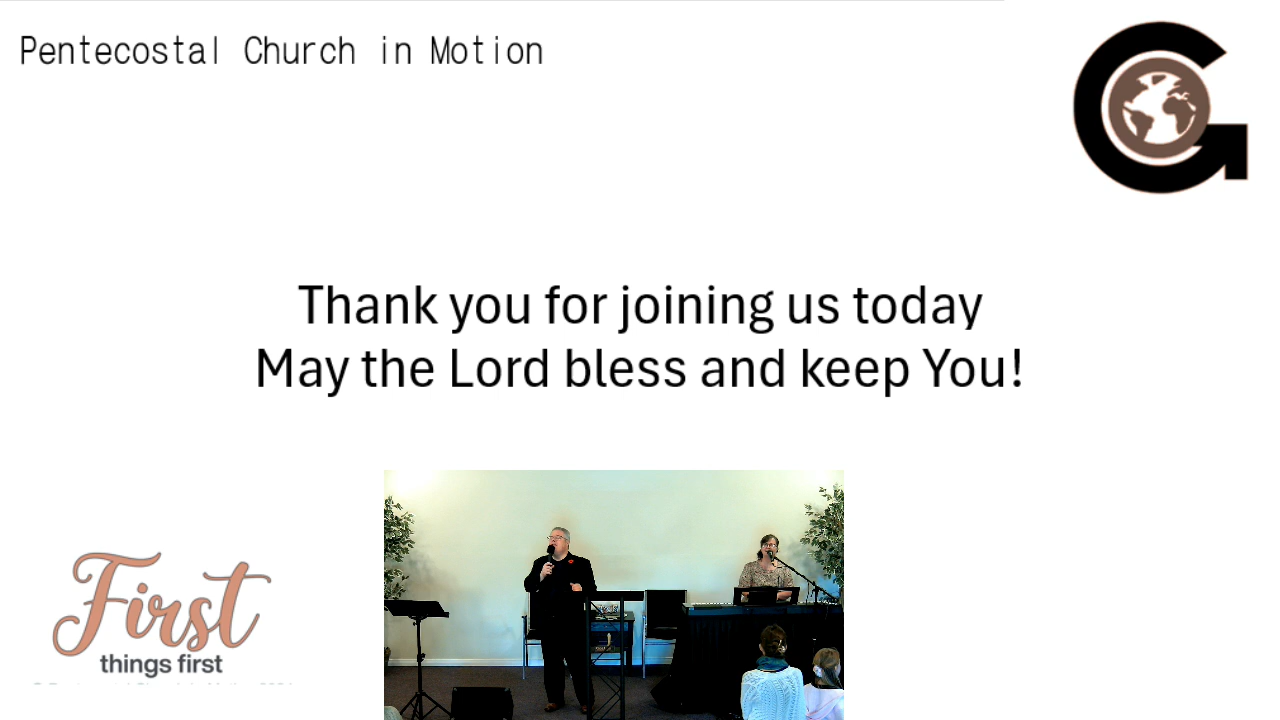 Pentecostal Church in Motion
Thank you for joining us today
May the Lord bless and keep You!
First
things first